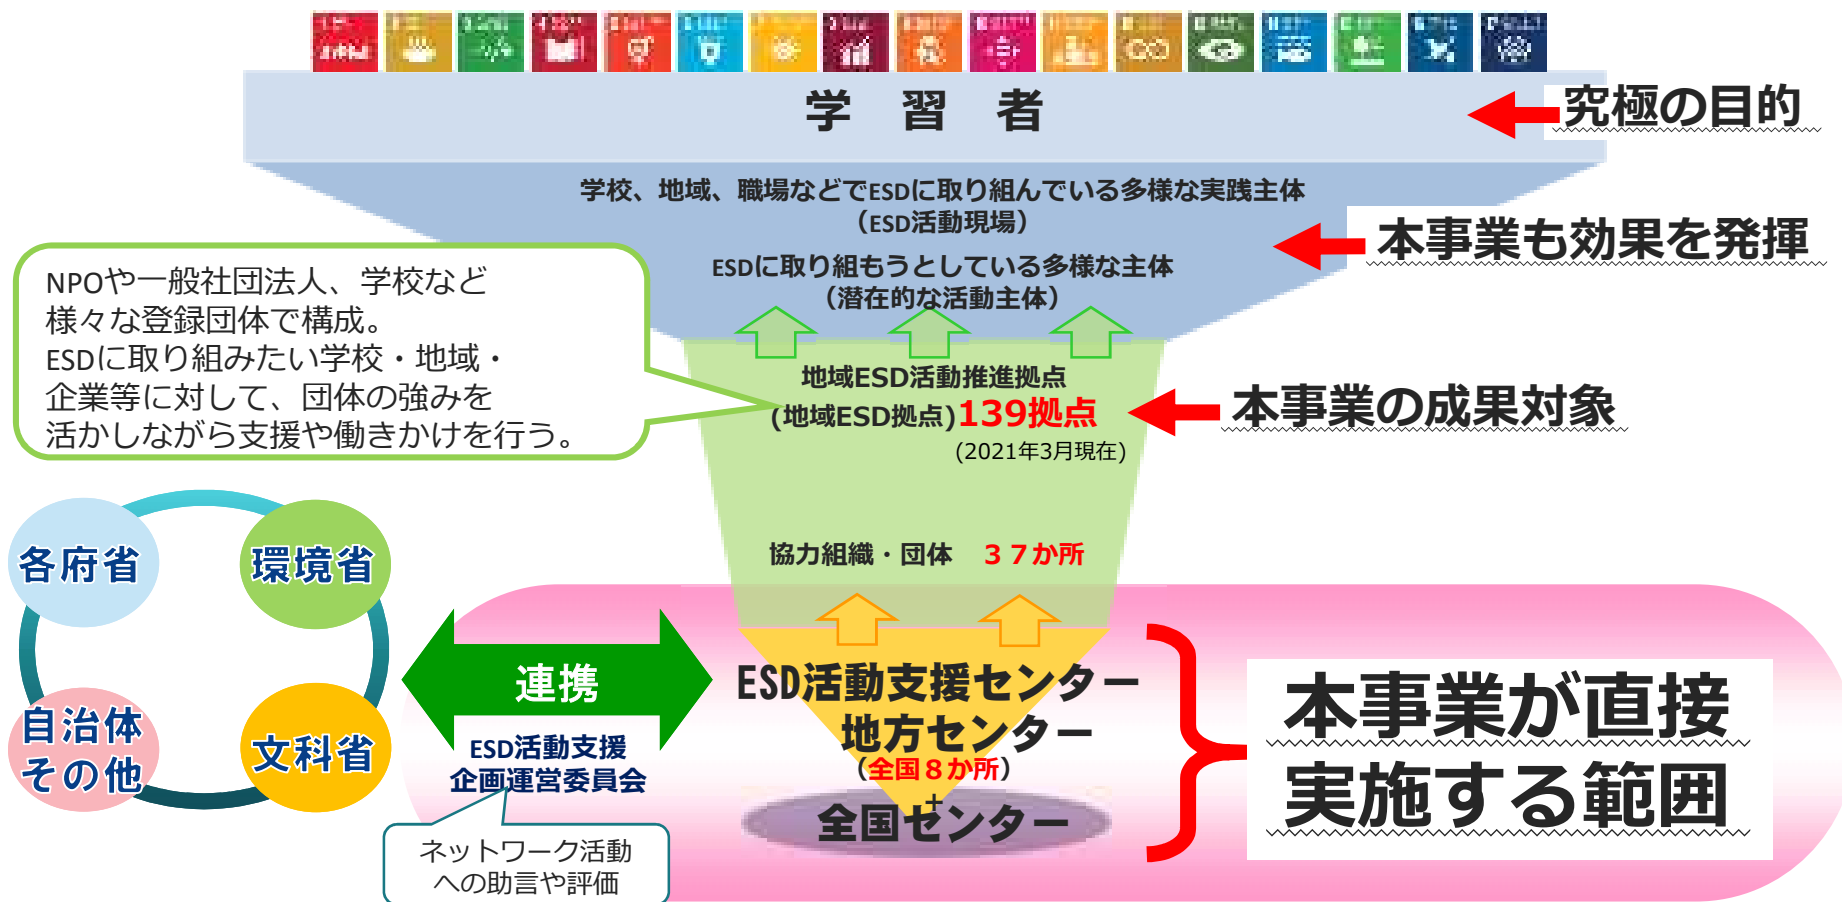 学 習 者
究極の目的
学校、地域、職場などでESDに取り組んでいる多様な実践主体
（ESD活動現場）
本事業も効果を発揮
ESDに取り組もうとしている多様な主体
（潜在的な活動主体）
NPOや一般社団法人、学校など
様々な登録団体で構成。
ESDに取り組みたい学校・地域・
企業等に対して、団体の強みを
活かしながら支援や働きかけを行う。
地域ESD活動推進拠点
(地域ESD拠点)139拠点
(2021年3月現在)
本事業の成果対象
協力組織・団体　３７か所
各府省
環境省
自治体
その他
文科省
連携
ESD活動支援
企画運営委員会
ネットワーク活動
への助言や評価
ESD活動支援センター
地方センター
（全国８か所）
+
全国センター
本事業が直接
実施する範囲